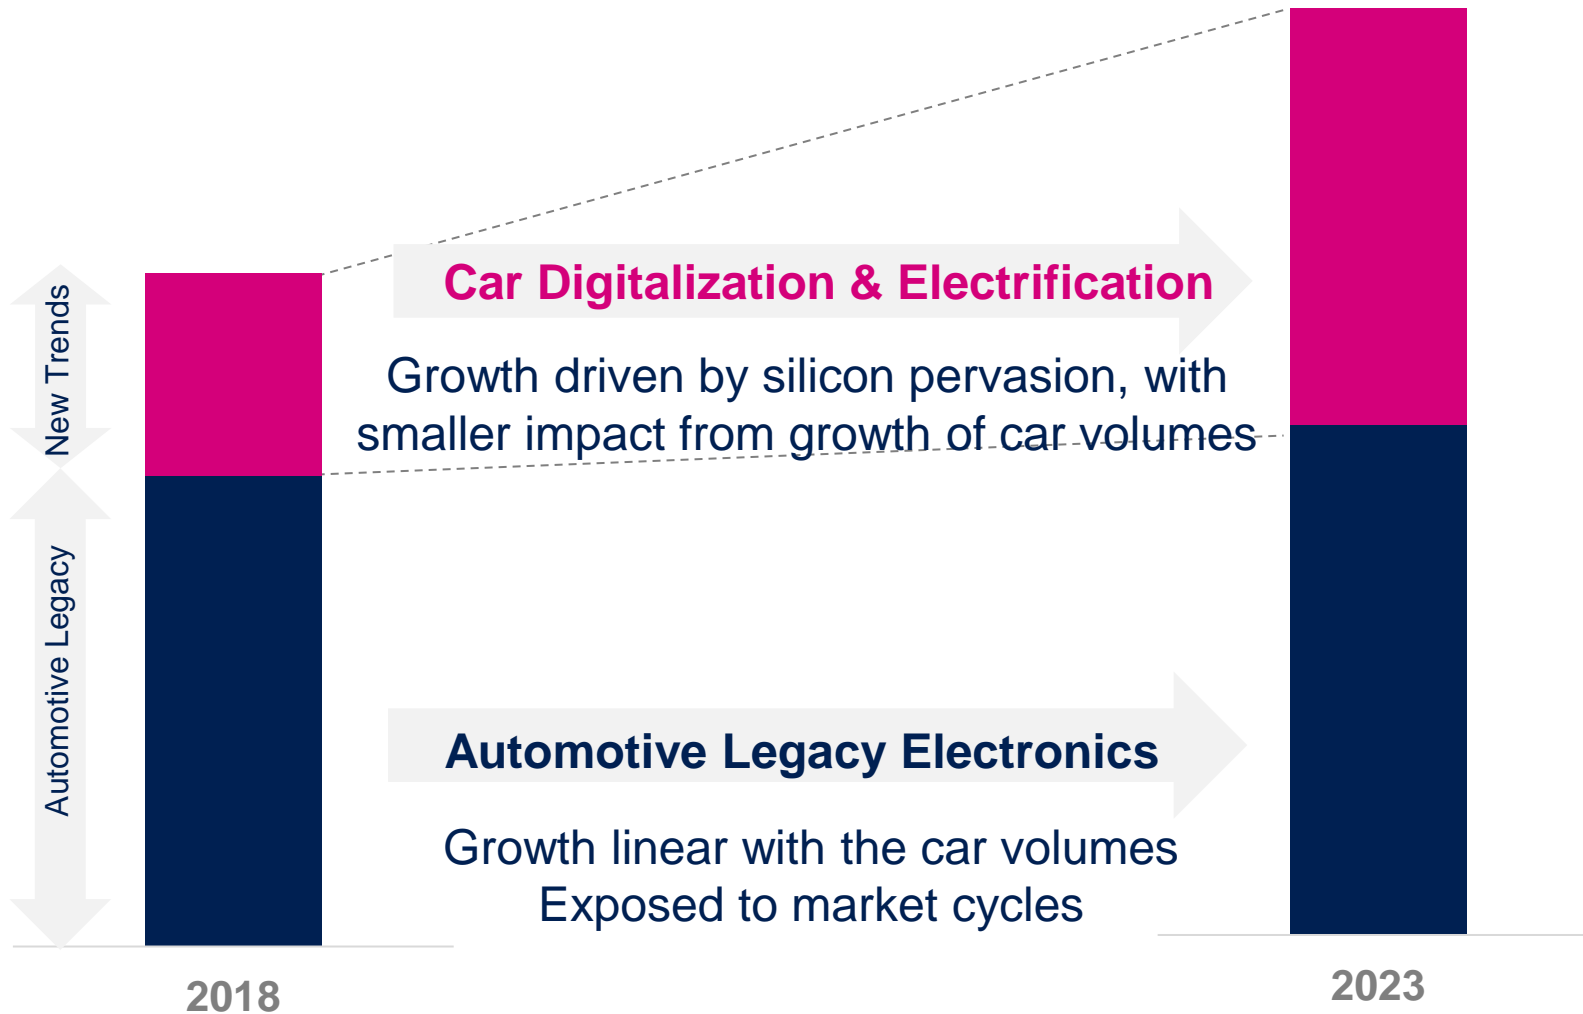 New Trends
Car Digitalization & Electrification
Growth driven by silicon pervasion, with
smaller impact from growth of car volumes
Automotive Legacy
Automotive Legacy Electronics
Growth linear with the car volumes
Exposed to market cycles
2018
2023